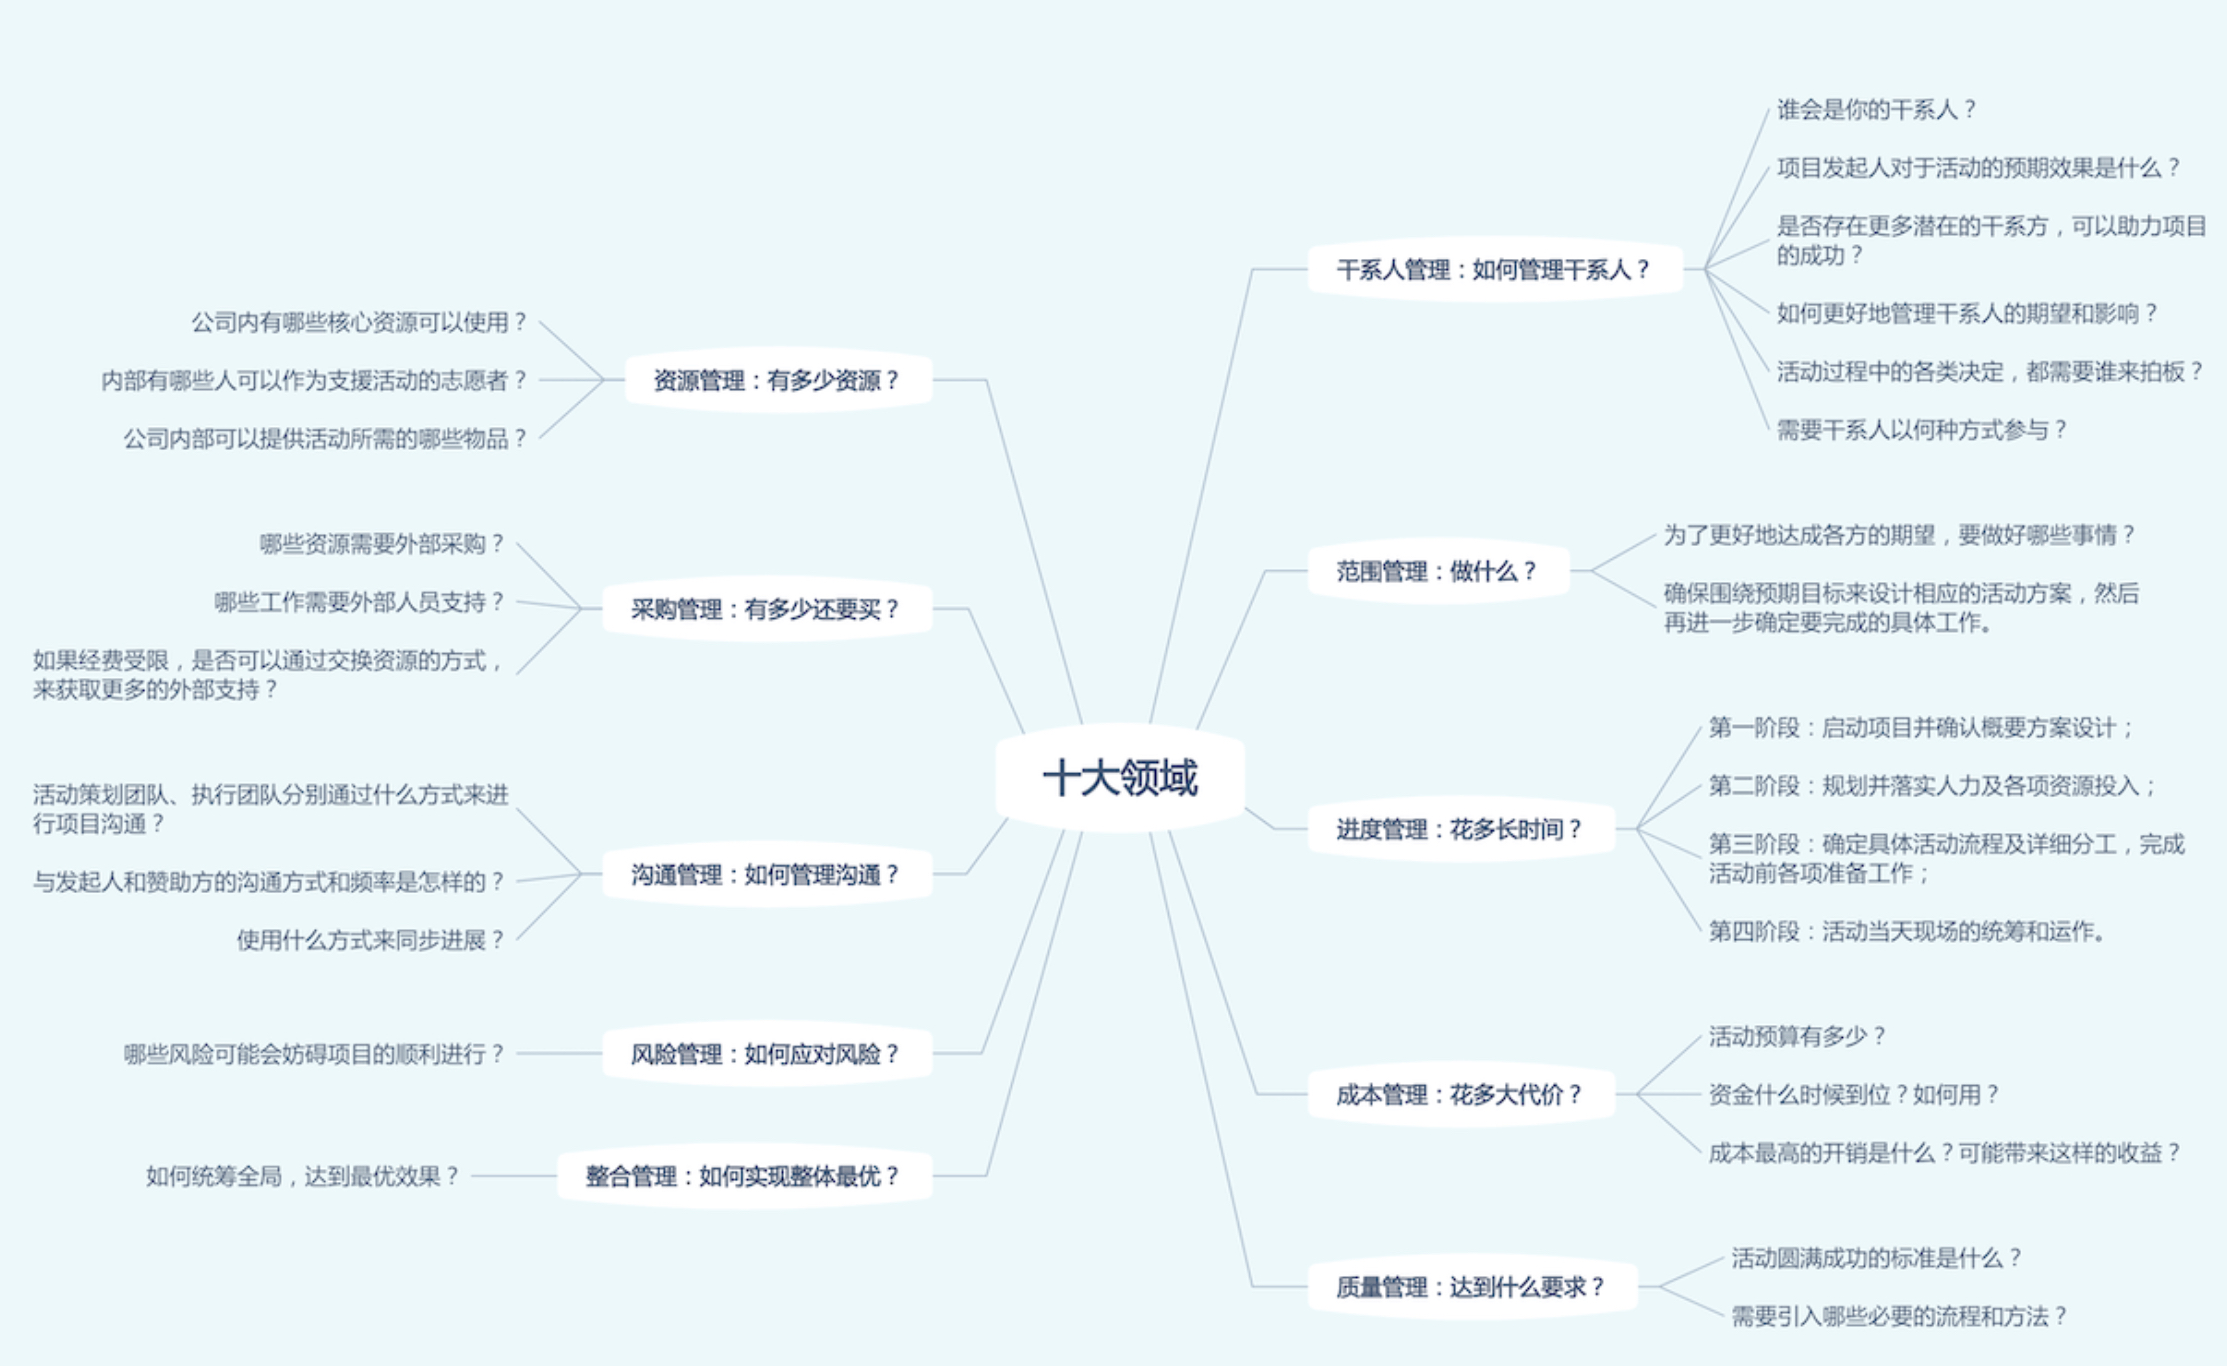 十大领域
干系人管理：如何管理干系人？
谁会是你的干系人？
项目发起人对于活动的预期效果是什么？
是否存在更多潜在的干系方，可以助力项目
的成功？
如何更好地管理干系人的期望和影响？
活动过程中的各类决定，都需要谁来拍板？
需要干系人以何种方式参与？
范围管理：做什么？
为了更好地达成各方的期望，要做好哪些事情？
确保围绕预期目标来设计相应的活动方案，然后
再进一步确定要完成的具体工作。
进度管理：花多长时间？
第一阶段：启动项目并确认概要方案设计；
第二阶段：规划并落实人力及各项资源投入；
第三阶段：确定具体活动流程及详细分工，完成
活动前各项准备工作；
第四阶段：活动当天现场的统筹和运作。
成本管理：花多大代价？
活动预算有多少？
资金什么时候到位？如何用？
成本最高的开销是什么？可能带来这样的收益？
质量管理：达到什么要求？
活动圆满成功的标准是什么？
需要引入哪些必要的流程和方法？
资源管理：有多少资源？
公司内有哪些核心资源可以使用？
内部有哪些人可以作为支援活动的志愿者？
公司内部可以提供活动所需的哪些物品？
采购管理：有多少还要买？
哪些资源需要外部采购？
哪些工作需要外部人员支持？
如果经费受限，是否可以通过交换资源的方式，
来获取更多的外部支持？
沟通管理：如何管理沟通？
活动策划团队、执行团队分别通过什么方式来进
行项目沟通？
与发起人和赞助方的沟通方式和频率是怎样的？
使用什么方式来同步进展？
风险管理：如何应对风险？
哪些风险可能会妨碍项目的顺利进行？
整合管理：如何实现整体最优？
如何统筹全局，达到最优效果？